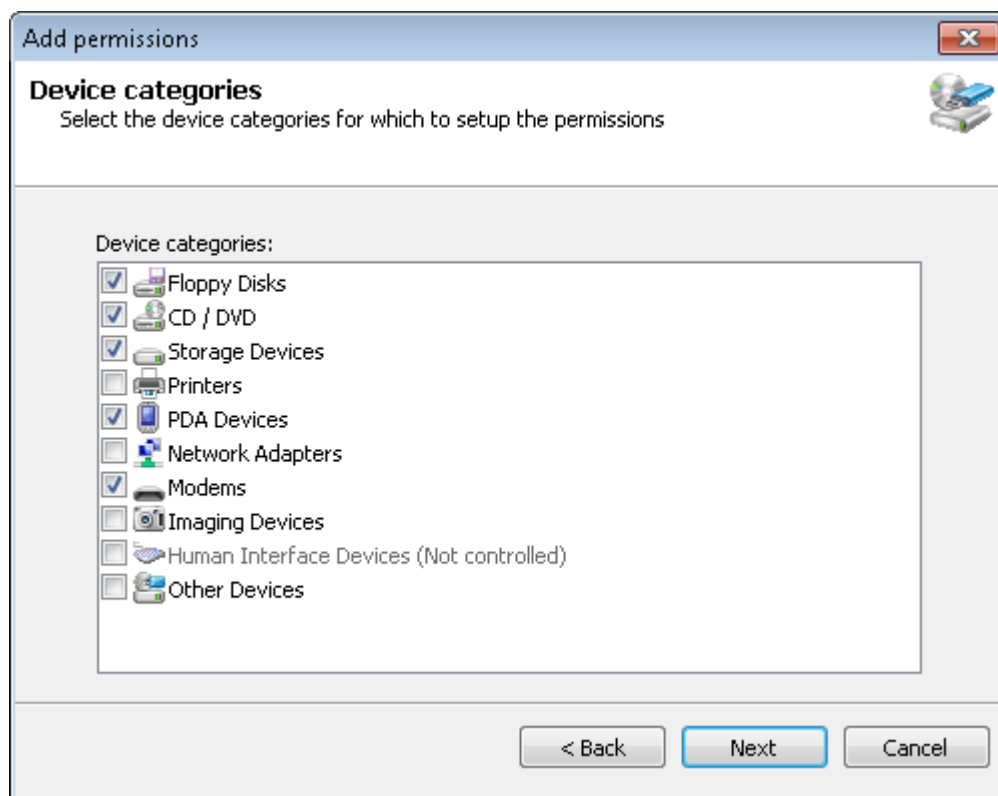 Add permissions
Device categories
Select the device categories for which to setup the permissions
Device categories:
Floppy Disks
CD / DVD
Storage Devices
Printers
PDA Devices
Network Adapters
Modems
Imaging Devices
Human Interface Devices (Not controlled)
Other Devices
< Back Next Cancel